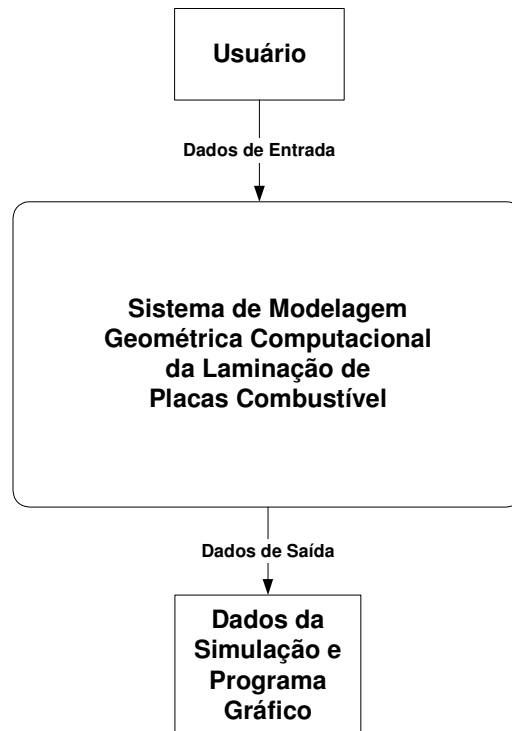 Usuário
Dados de Entrada
Sistema de Modelagem
Geométrica Computacional
da Laminação de
Placas Combustível
Dados de Saída
Dados da
Simulação e
Programa
Gráfico